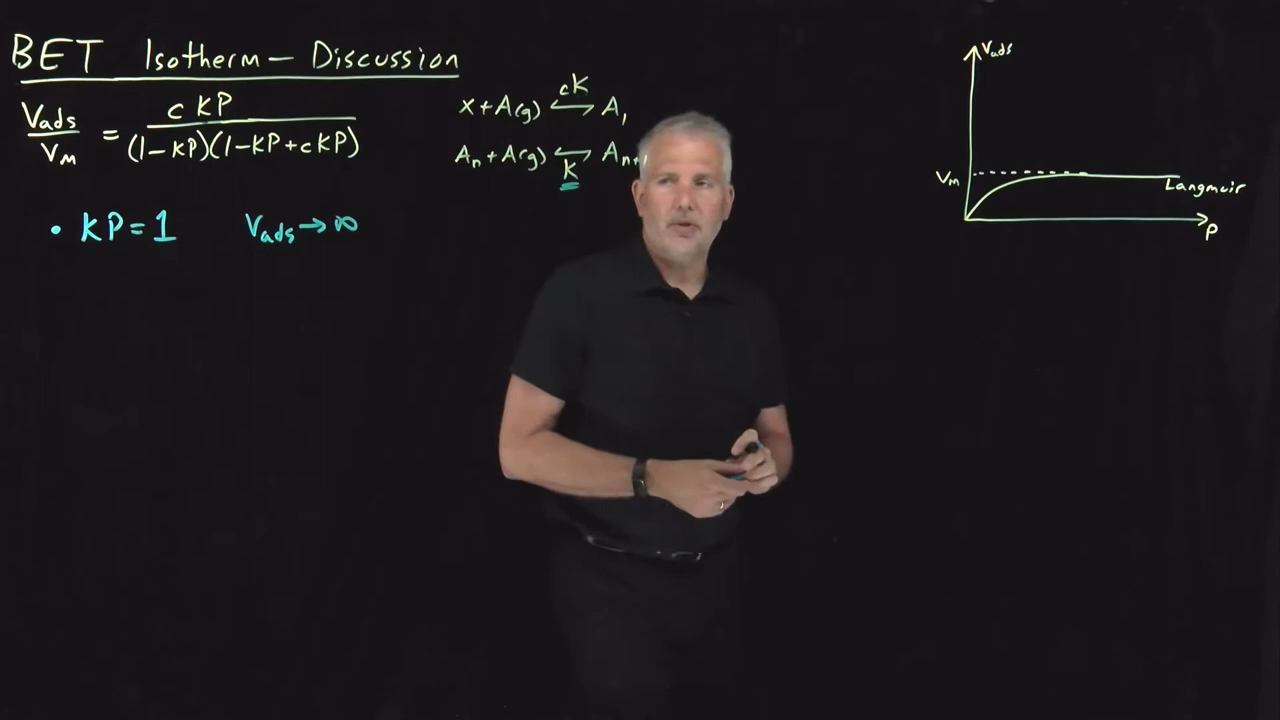 BET Isotherm – Discussion
Vads/VM = cKP/((1-KP)(1-KP+cKP))
x + A(g) ⇌ A1
cK
An + A(g) ⇌ An+
K
• KP = 1 Vads → ∞
Vads
VM
Langmuir
P